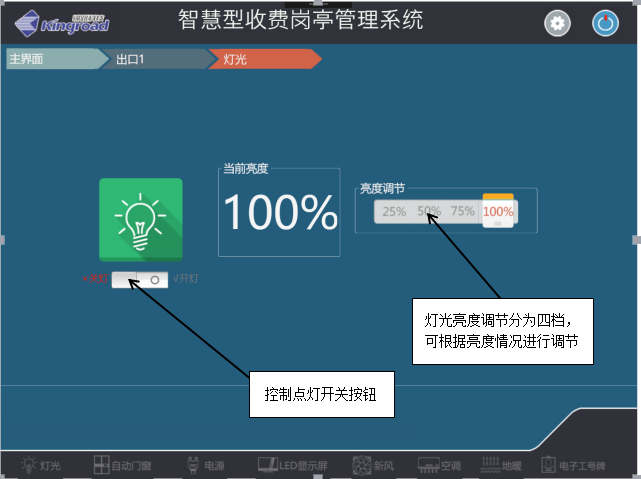 Kingroad
智慧型收费岗亭管理系统
主界面
出口1
灯光
当前亮度
100%
亮度调节
25% 50% 75% 100%
×关灯
√开灯
灯光亮度调节分为四档，
可根据亮度情况进行调节
控制点灯开关按钮
灯光
自动门窗
电源
LED显示屏
新风
空调
地暖
电子工号牌